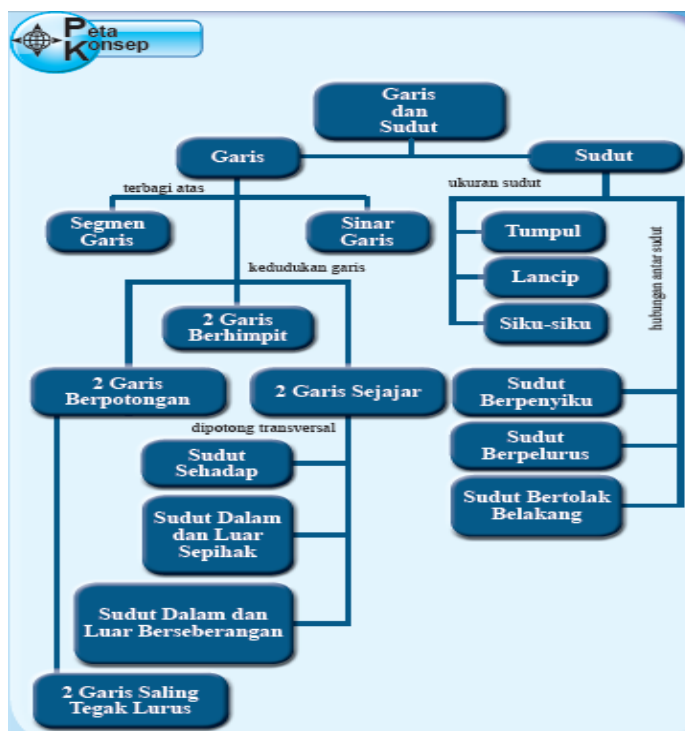 Peta
Konsep
Garis
dan
Sudut
Garis
Sudut
terbagi atas
ukuran sudut
Segmen
Garis
Sinar
Garis
Tumpul
Lancip
Siku-siku
hubungan antar sudut
kedudukan garis
2 Garis
Berhimpit
2 Garis
Berpotongan
2 Garis Sejajar
Sudut
Berpenyiku
dipotong transversal
Sudut
Sehadap
Sudut
Berpelurus
Sudut Dalam
dan Luar
Sepihak
Sudut Bertolak
Belakang
Sudut Dalam dan
Luar Berseberangan
2 Garis Saling
Tegak Lurus